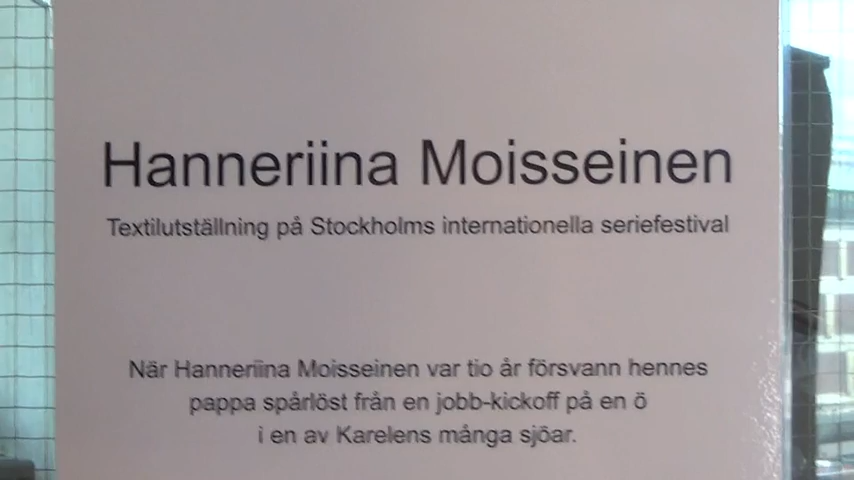 Hanneriina Moisseinen
Textilutställning på Stockholms internationella seriefestival
När Hanneriina Moisseinen var tio år försvann hennes
pappa spårlöst från en jobb-kickoff på en ö
i en av Karelens många sjöar.